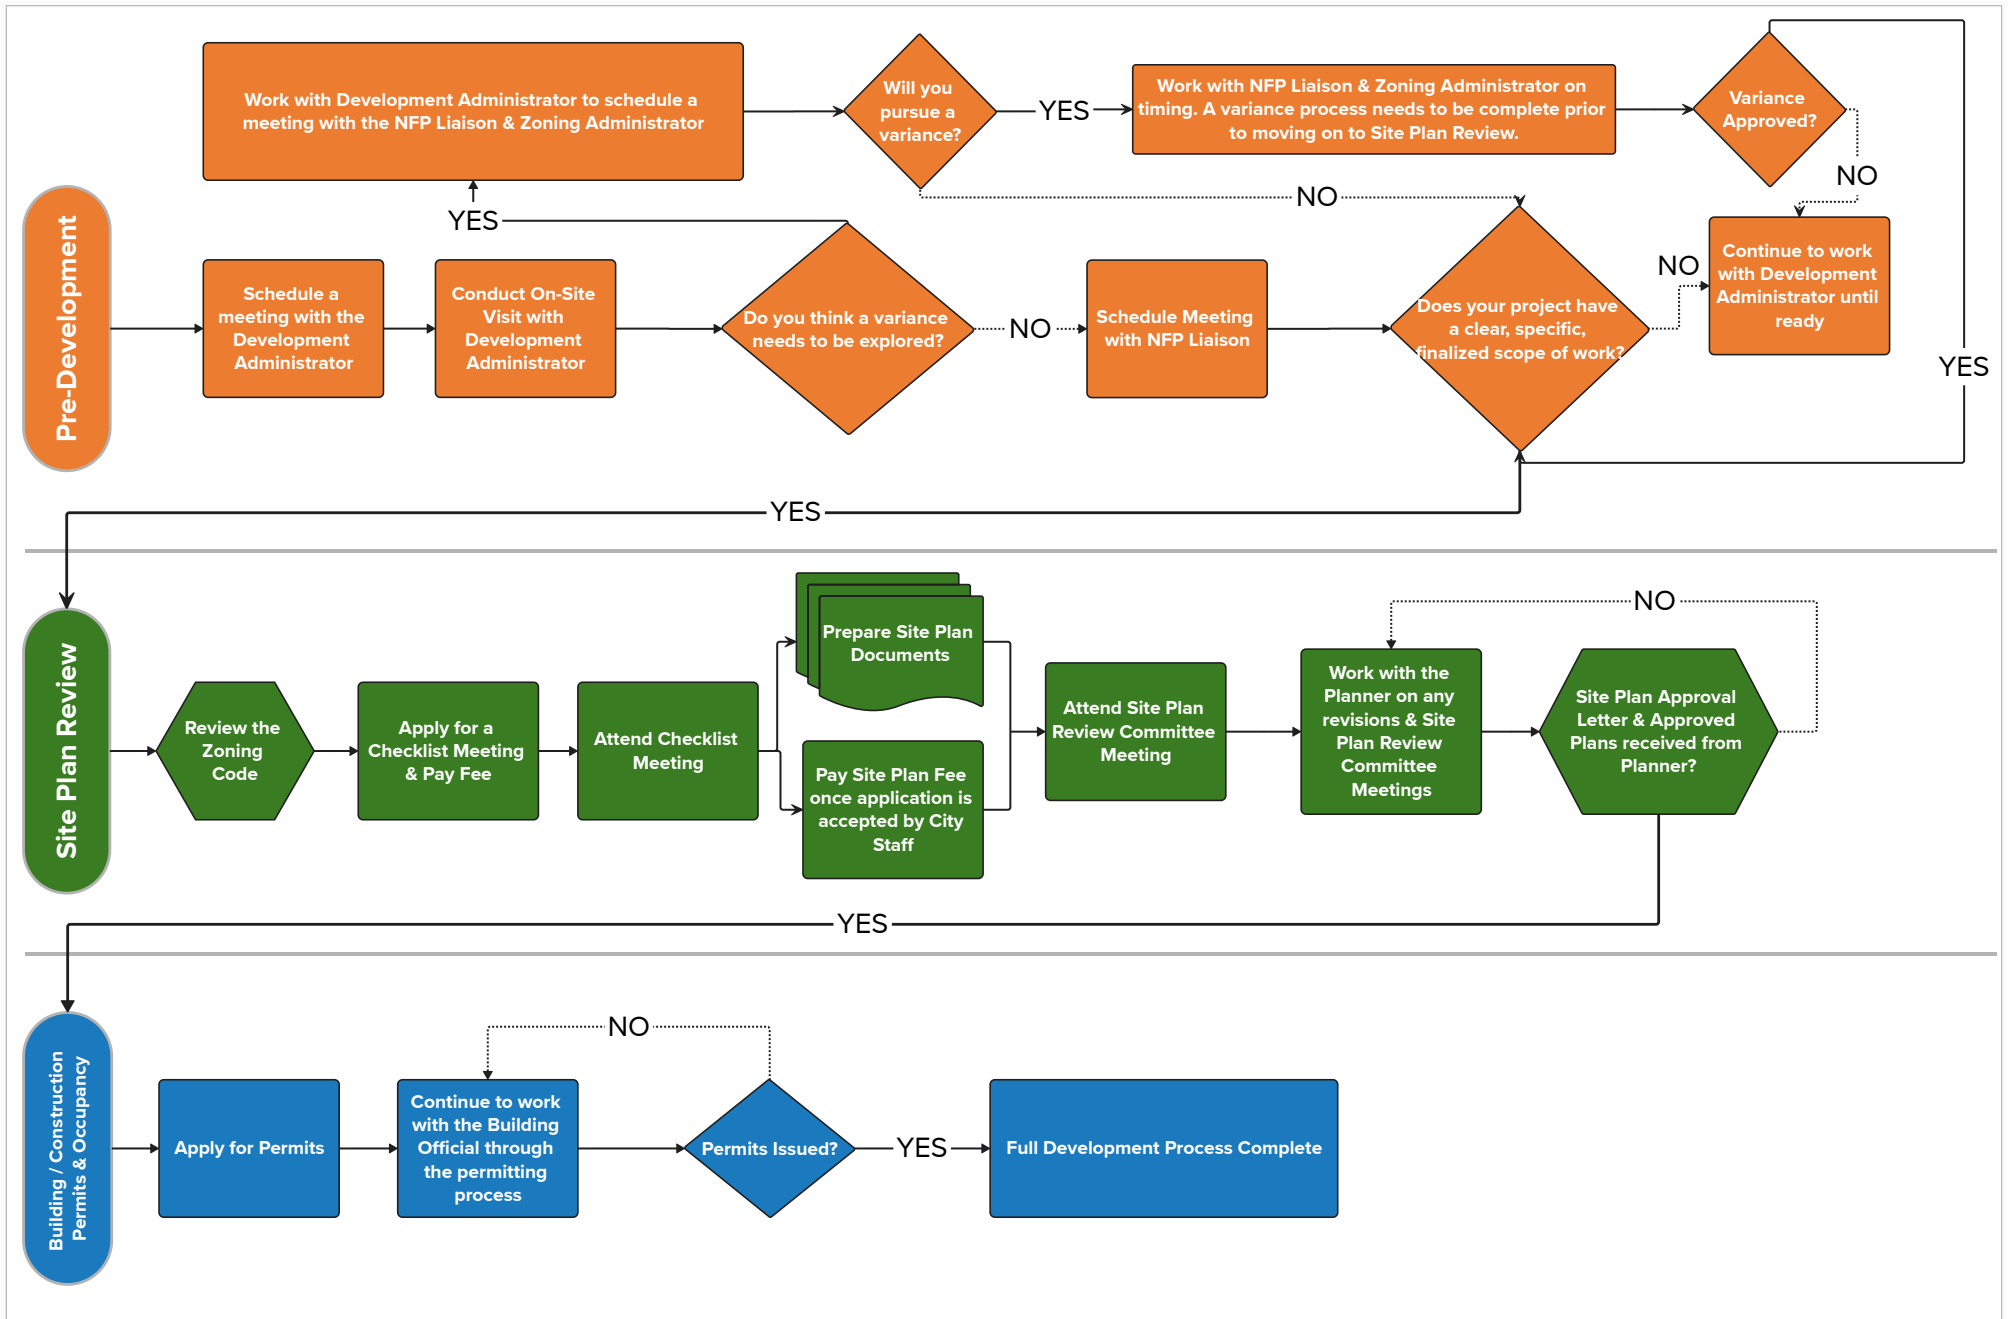 Work with Development Administrator to schedule a
meeting with the NFP Liaison & Zoning Administrator
Will you
pursue a
variance?
YES
Work with NFP Liaison & Zoning Administrator on
timing. A variance process needs to be complete prior
to moving on to Site Plan Review.
Variance
Approved?
NO
NO
YES
Pre-Development
Schedule a
meeting with the
Development
Administrator
Conduct On-Site
Visit with
Development
Administrator
Do you think a variance
needs to be explored?
NO
Schedule Meeting
with NFP Liaison
Does your project have
a clear, specific,
finalized scope of work?
NO
Continue to work
with Development
Administrator until
ready
YES
YES
Site Plan Review
Review the
Zoning
Code
Apply for a
Checklist Meeting
& Pay Fee
Attend Checklist
Meeting
Prepare Site Plan
Documents
Pay Site Plan Fee
once application is
accepted by City
Staff
Attend Site Plan
Review Committee
Meeting
Work with the
Planner on any
revisions & Site
Plan Review
Committee
Meetings
Site Plan Approval
Letter & Approved
Plans received from
Planner?
NO
YES
Building / Construction
Permits & Occupancy
Apply for Permits
Continue to work
with the Building
Official through
the permitting
process
NO
Permits Issued?
YES
Full Development Process Complete